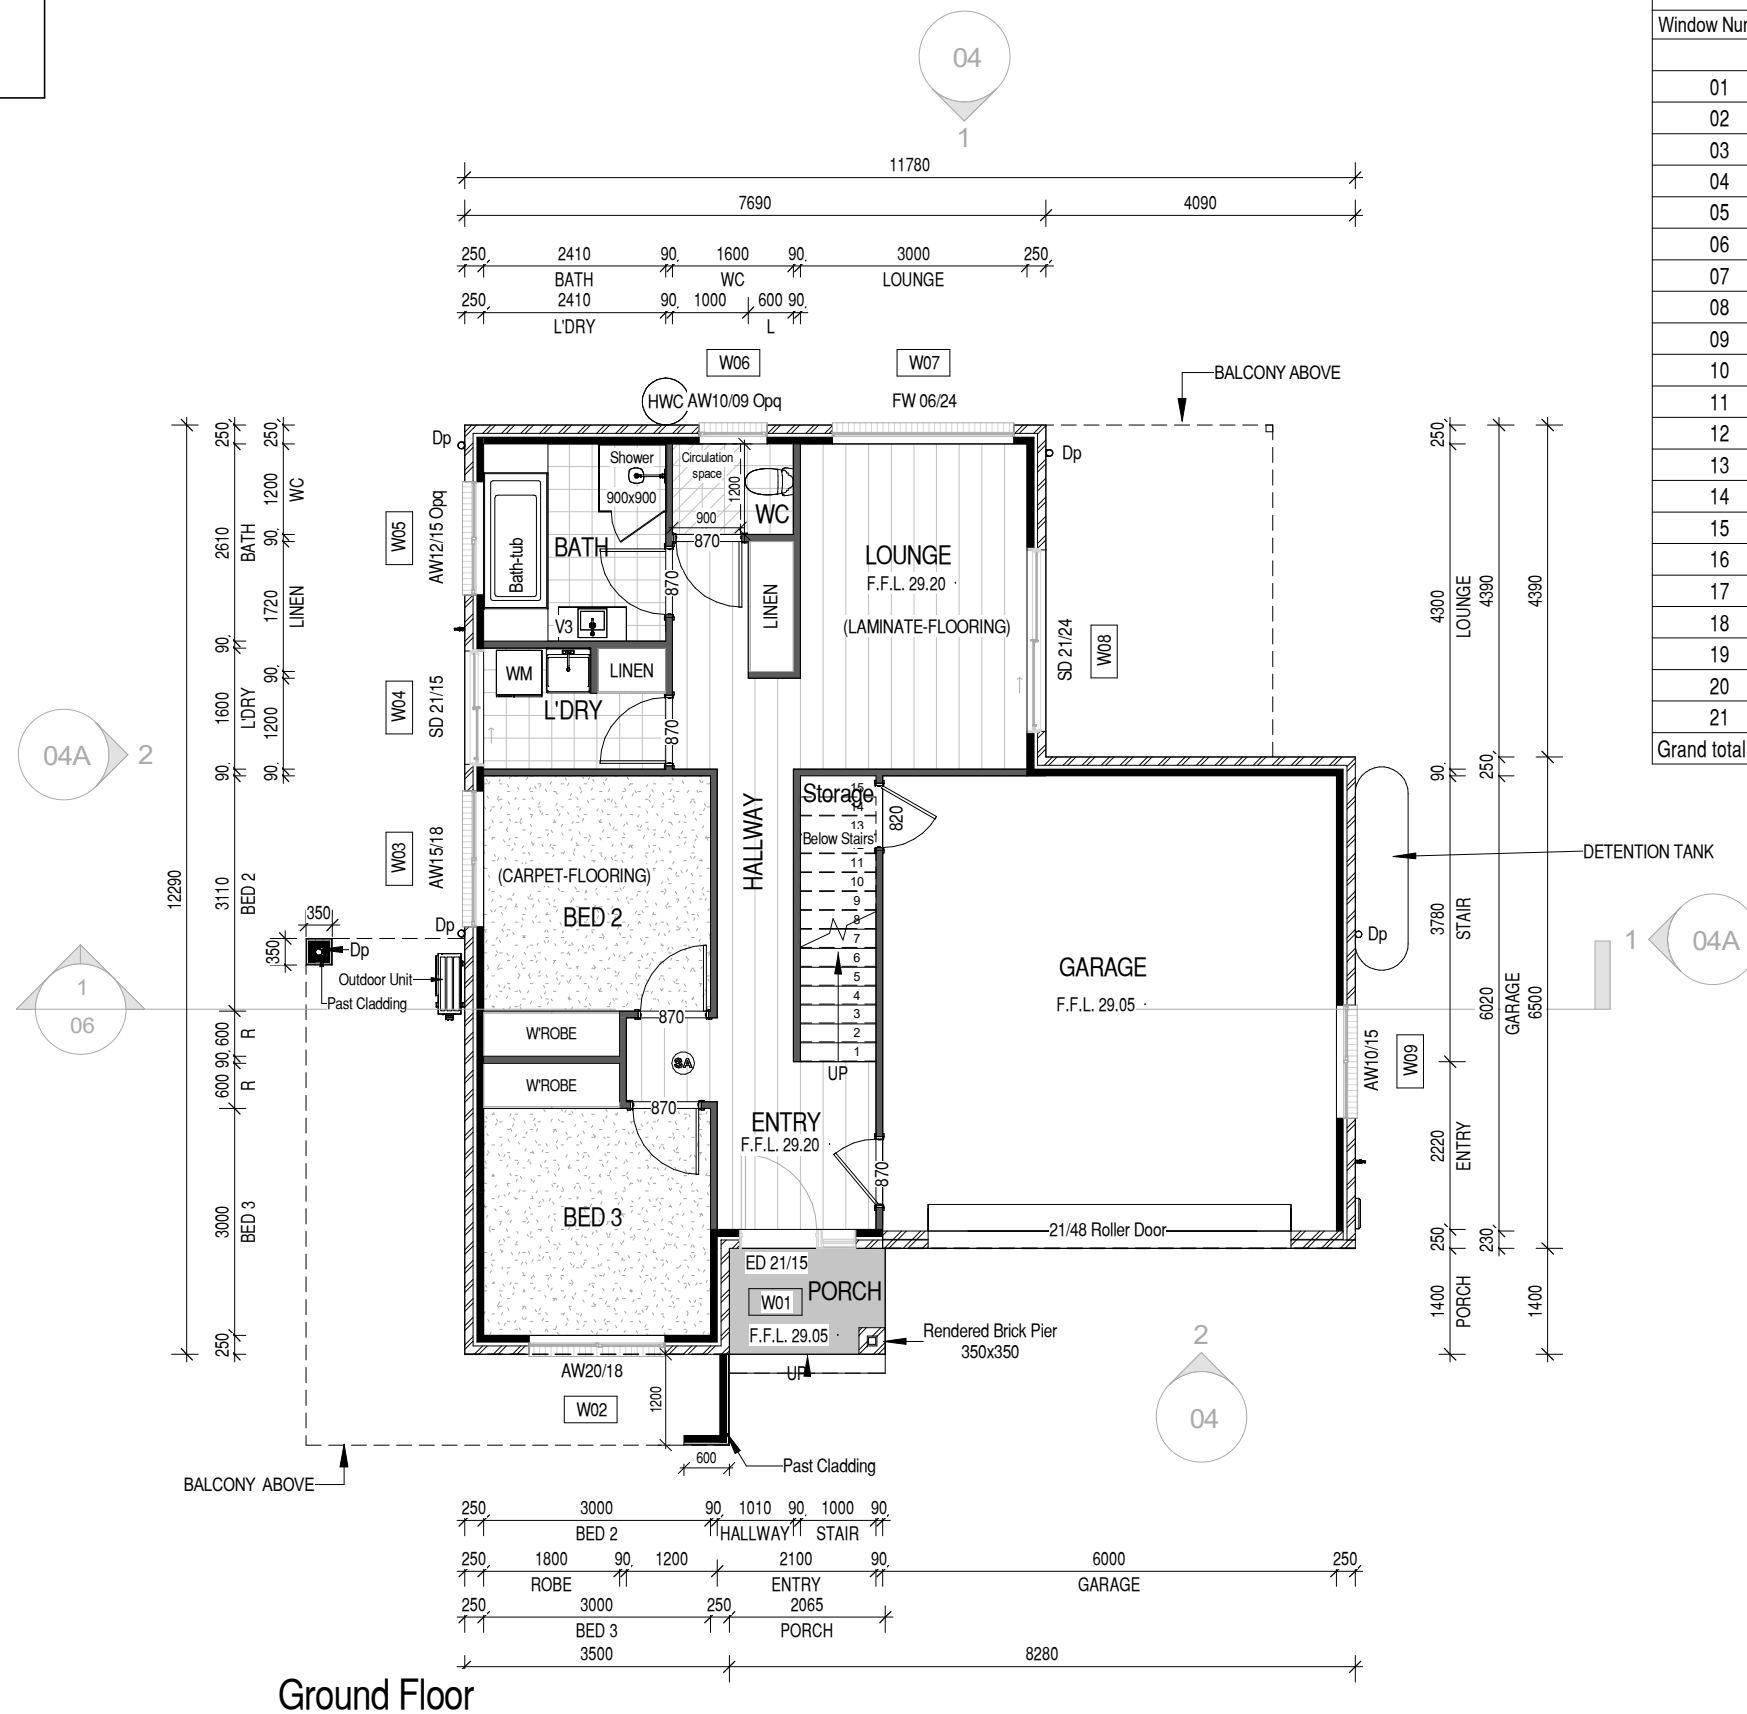 Window Nur
01
02
03
04
05
06
07
08
09
10
11
12
13
14
15
16
17
18
19
20
21
Grand total
04
1
11780
7690
4090
250
2410
90
1600
90
3000
250
BATH
WC
LOUNGE
250
2410
90
1000
600
90
L'DRY
L
W06
W07
HWC
AW10/09 Opq
FW 06/24
BALCONY ABOVE
Dp
Dp
Shower
900x900
Circulation
space
1200
900
WC
870
BATH
Bath-tub
870
V3
LINEN
LOUNGE
F.F.L. 29.20
(LAMINATE-FLOORING)
W05
AW12/15 Opq
W04
SD 21/15
W08
SD 21/24
WM
LINEN
L'DRY
870
04A
2
12290
250
2610
BATH
90
1600
L'DRY
90
3110
BED 2
600
R
90
600
R
3000
BED 3
250
250
1200
WC
90
1720
LINEN
90
1200
90
W03
AW15/18
(CARPET-FLOORING)
BED 2
HALLWAY
Storage
Below Stairs
15
14
13
11
10
9
8
7
6
5
4
3
2
1
UP
820
GARAGE
F.F.L. 29.05
DETENTION TANK
Dp
350
350
Dp
Dp
Outdoor Unit
Past Cladding
1
06
870
W'ROBE
W'ROBE
SA
870
ENTRY
F.F.L. 29.20
870
BED 3
AW10/15
W09
1
04A
21/48 Roller Door
ED 21/15
W01
PORCH
F.F.L. 29.05
UP
Rendered Brick Pier
350x350
2
04
AW20/18
W02
1200
600
Past Cladding
BALCONY ABOVE
250
4300
LOUNGE
90
3780
STAIR
2220
ENTRY
250
1400
PORCH
4390
250
6020
GARAGE
230
4390
6500
1400
250
3000
90
1010
90
1000
90
BED 2
HALLWAY
STAIR
250
1800
90
1200
2100
90
6000
250
ROBE
ENTRY
GARAGE
250
3000
250
2065
BED 3
PORCH
3500
8280
Ground Floor